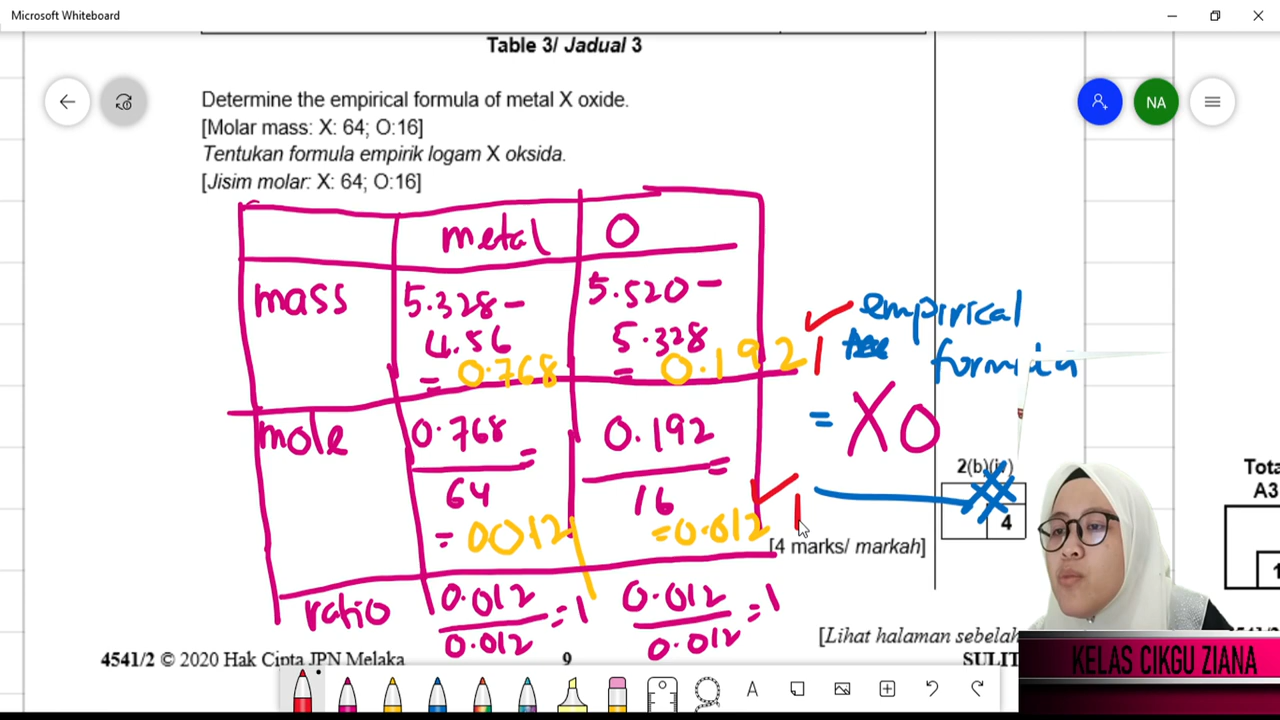 Microsoft Whiteboard
Table 3/ Jadual 3
NA
Determine the empirical formula of metal X oxide.
[Molar mass: X: 64; O:16]
Tentukan formula empirik logam X oksida.
[Jisim molar: X: 64; O:16]
metal O
mass 5.328- 5.520-
4.56 5.328
= 0.768 = 0.192
mole 0.768 = 0.192 =
64 16
= 0012 =0.012
ratio 0.012 =1 0.012 =1
0.012 0.012
1 empirical
formula
= XO
1
2(b)(ii)
4
[4 marks/ markah]
Tota
A3
1
[Lihat halaman sebelah
4541/2 © 2020 Hak Cipta JPN Melaka 9 SULIT
KELAS CIKGU ZIANA
A